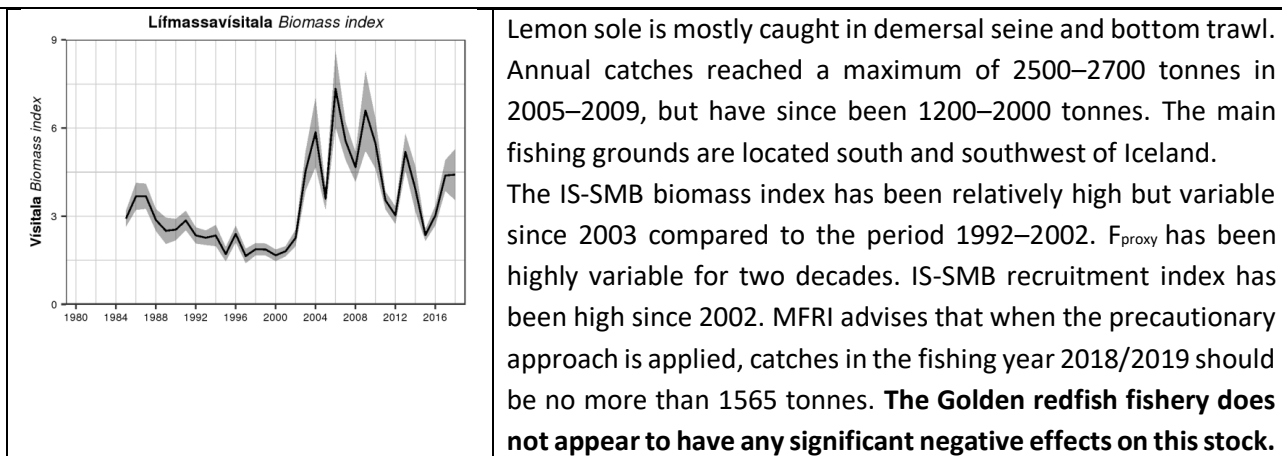 Lífmassavísitala Biomass index
9
6
3
0
Vísitala Biomass index
1980 1984 1988 1992 1996 2000 2004 2008 2012 2016
Lemon sole is mostly caught in demersal seine and bottom trawl.
Annual catches reached a maximum of 2500–2700 tonnes in
2005–2009, but have since been 1200–2000 tonnes. The main
fishing grounds are located south and southwest of Iceland.
The IS-SMB biomass index has been relatively high but variable
since 2003 compared to the period 1992–2002. Fproxy has been
highly variable for two decades. IS-SMB recruitment index has
been high since 2002. MFRI advises that when the precautionary
approach is applied, catches in the fishing year 2018/2019 should
be no more than 1565 tonnes. The Golden redfish fishery does
not appear to have any significant negative effects on this stock.